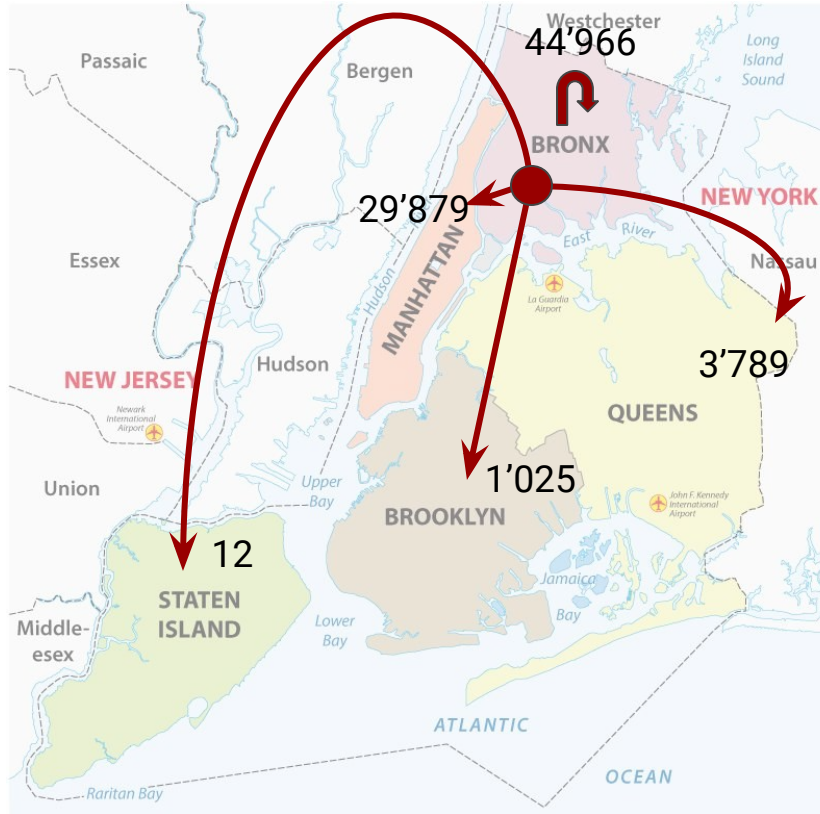 Westchester
44’966
Long
Island
Sound
Passaic
Bergen
BRONX
NEW YORK
29’879
East River
Essex
Nassau
MANHATTAN
Hudson
La Guardia
Airport
3’789
Hudson
NEW JERSEY
QUEENS
Newark
International
Airport
Union
Upper
Bay
1’025
BROOKLYN
John F. Kennedy
International
Airport
12
STATEN
ISLAND
Jamaica
Bay
Middle-
esex
Lower
Bay
ATLANTIC
OCEAN
Raritan Bay